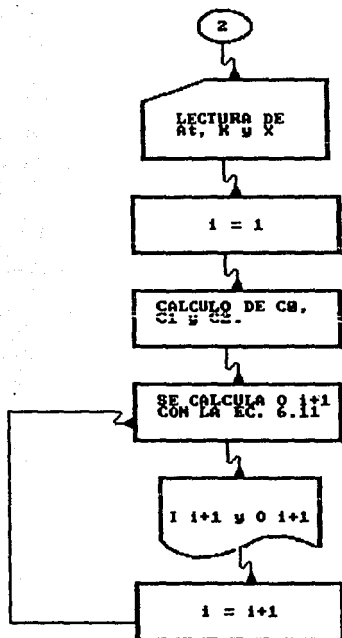 2
LECTURA DE
At, K y X
i = 1
CALCULO DE C0,
C1 y C2.
SE CALCULA O i+1
CON LA EC. 6.11
I i+1 y O i+1
i = i+1